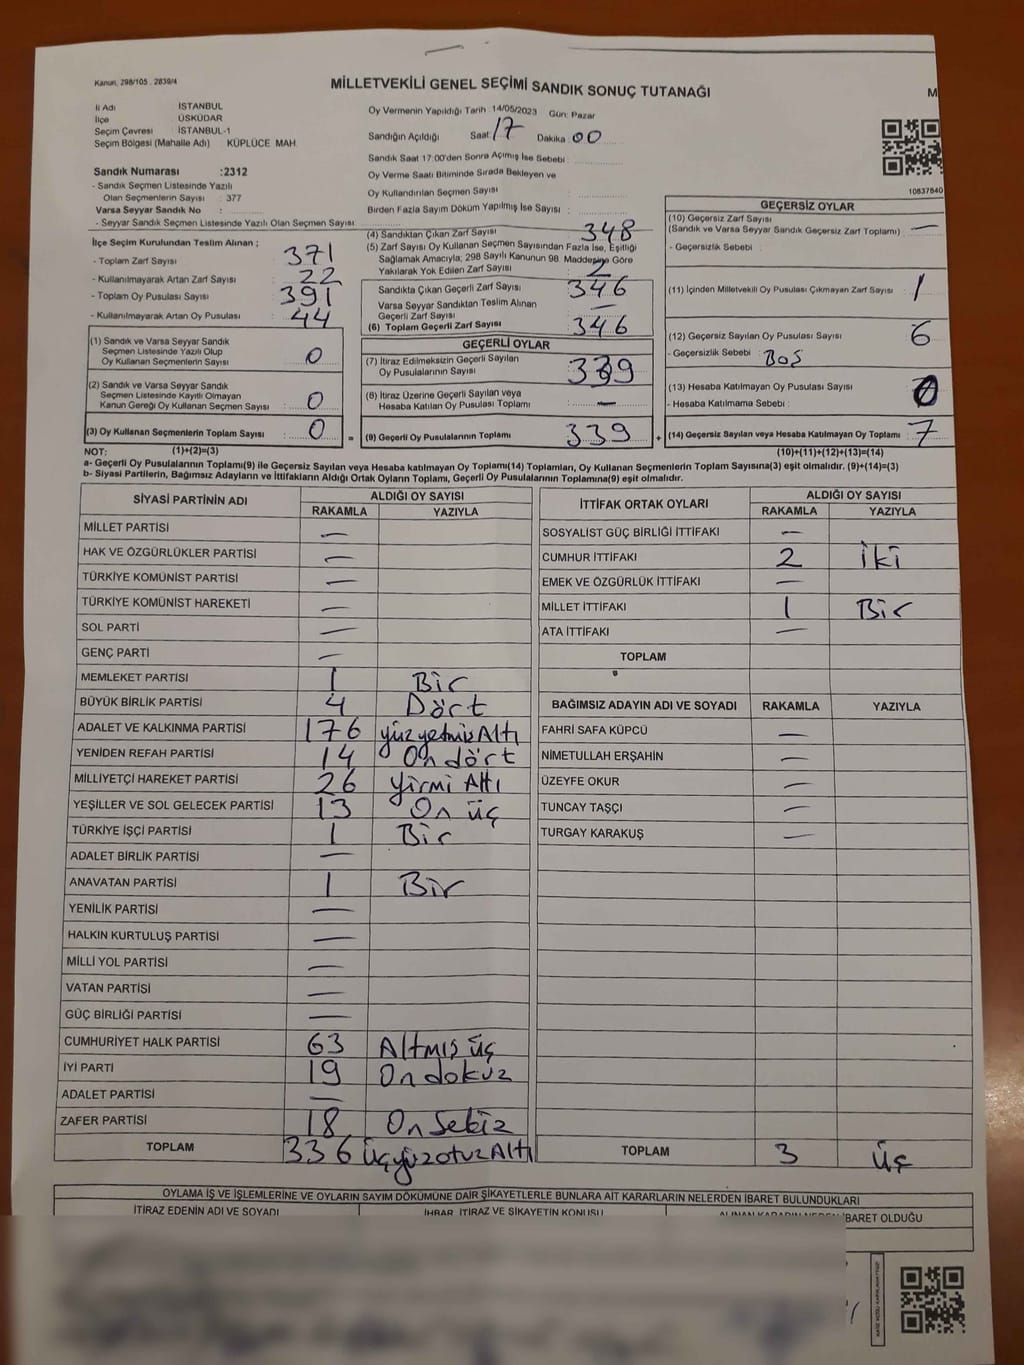 Kanun, 298/105 , 2839/4
MİLLETVEKİLİ GENEL SEÇİMİ SANDIK SONUÇ TUTANAĞI
M
İl Adı İSTANBUL
İlçe ÜSKÜDAR
Seçim Çevresi İSTANBUL-1
Seçim Bölgesi (Mahalle Adı) KÜPLÜCE MAH.
Oy Vermenin Yapıldığı Tarih : 14/05/2023 Gün: Pazar
Sandığın Açıldığı Saat: 17 Dakika : 00
Sandık Saat 17:00'den Sonra Açılmış İse Sebebi :
Oy Verme Saati Bitiminde Sırada Bekleyen ve
Oy Kullandırılan Seçmen Sayısı :
Birden Fazla Sayım Döküm Yapılmış İse Sayısı :
10837840
Sandık Numarası :2312
- Sandık Seçmen Listesinde Yazılı
Olan Seçmenlerin Sayısı : 377
Varsa Seyyar Sandık No :
- Seyyar Sandık Seçmen Listesinde Yazılı Olan Seçmen Sayısı :
İlçe Seçim Kurulundan Teslim Alınan ;
- Toplam Zarf Sayısı : 371
- Kullanılmayarak Artan Zarf Sayısı : 22
- Toplam Oy Pusulası Sayısı : 391
- Kullanılmayarak Artan Oy Pusulası : 44
(1) Sandık ve Varsa Seyyar Sandık
Seçmen Listesinde Yazılı Olup
Oy Kullanan Seçmenlerin Sayısı : 0
(2) Sandık ve Varsa Seyyar Sandık
Seçmen Listesinde Kayıtlı Olmayan
Kanun Gereği Oy Kullanan Seçmen Sayısı : 0
(3) Oy Kullanan Seçmenlerin Toplam Sayısı : 0 =
(1)+(2)=(3)
(4) Sandıktan Çıkan Zarf Sayısı : 348
(5) Zarf Sayısı Oy Kullanan Seçmen Sayısından Fazla İse, Eşitliği
Sağlamak Amacıyla; 298 Sayılı Kanunun 98. Maddesine Göre
Yakılarak Yok Edilen Zarf Sayısı : 2
Sandıkta Çıkan Geçerli Zarf Sayısı : 346
Varsa Seyyar Sandıktan Teslim Alınan
Geçerli Zarf Sayısı : —
(6) Toplam Geçerli Zarf Sayısı : 346
GEÇERLİ OYLAR
(7) İtiraz Edilmeksizin Geçerli Sayılan
Oy Pusulalarının Sayısı : 339
(8) İtiraz Üzerine Geçerli Sayılan veya
Hesaba Katılan Oy Pusulası Toplamı : —
(9) Geçerli Oy Pusulalarının Toplamı : 339 +
GEÇERSİZ OYLAR
(10) Geçersiz Zarf Sayısı
(Sandık ve Varsa Seyyar Sandık Geçersiz Zarf Toplamı) : —
- Geçersizlik Sebebi :
(11) İçinden Milletvekili Oy Pusulası Çıkmayan Zarf Sayısı : 1
(12) Geçersiz Sayılan Oy Pusulası Sayısı : 6
- Geçersizlik Sebebi : BOŞ
(13) Hesaba Katılmayan Oy Pusulası Sayısı : 0
- Hesaba Katılmama Sebebi :
(14) Geçersiz Sayılan veya Hesaba Katılmayan Oy Toplamı : 7
(10)+(11)+(12)+(13)=(14)
NOT:
a- Geçerli Oy Pusulalarının Toplamı(9) ile Geçersiz Sayılan veya Hesaba katılmayan Oy Toplamı(14) Toplamları, Oy Kullanan Seçmenlerin Toplam Sayısına(3) eşit olmalıdır. (9)+(14)=(3)
b- Siyasi Partilerin, Bağımsız Adayların ve İttifakların Aldığı Ortak Oyların Toplamı, Geçerli Oy Pusulalarının Toplamına(9) eşit olmalıdır.
SİYASİ PARTİNİN ADI ALDIĞI OY SAYISI
RAKAMLA YAZIYLA
MİLLET PARTİSİ —
HAK VE ÖZGÜRLÜKLER PARTİSİ —
TÜRKİYE KOMÜNİST PARTİSİ —
TÜRKİYE KOMÜNİST HAREKETİ —
SOL PARTİ —
GENÇ PARTİ —
MEMLEKET PARTİSİ 1 Bir
BÜYÜK BİRLİK PARTİSİ 4 Dört
ADALET VE KALKINMA PARTİSİ 176 yüzyetmişAltı
YENİDEN REFAH PARTİSİ 14 On dört
MİLLİYETÇİ HAREKET PARTİSİ 26 Yirmi Altı
YEŞİLLER VE SOL GELECEK PARTİSİ 13 On üç
TÜRKİYE İŞÇİ PARTİSİ 1 Bir
ADALET BİRLİK PARTİSİ —
ANAVATAN PARTİSİ 1 Bir
YENİLİK PARTİSİ —
HALKIN KURTULUŞ PARTİSİ —
MİLLİ YOL PARTİSİ —
VATAN PARTİSİ —
GÜÇ BİRLİĞİ PARTİSİ —
CUMHURİYET HALK PARTİSİ 63 Altmış üç
İYİ PARTİ 19 On dokuz
ADALET PARTİSİ —
ZAFER PARTİSİ 18 On Sekiz
TOPLAM 336 üçyüzotuzAltı
İTTİFAK ORTAK OYLARI ALDIĞI OY SAYISI
RAKAMLA YAZIYLA
SOSYALİST GÜÇ BİRLİĞİ İTTİFAKI —
CUMHUR İTTİFAKI 2 İki
EMEK VE ÖZGÜRLÜK İTTİFAKI —
MİLLET İTTİFAKI 1 Bir
ATA İTTİFAKI —
TOPLAM
BAĞIMSIZ ADAYIN ADI VE SOYADI RAKAMLA YAZIYLA
FAHRİ SAFA KÜPCÜ —
NİMETULLAH ERŞAHİN —
ÜZEYFE OKUR —
TUNCAY TAŞÇI —
TURGAY KARAKUŞ —
TOPLAM 3 üç
OYLAMA İŞ VE İŞLEMLERİNE VE OYLARIN SAYIM DÖKÜMÜNE DAİR ŞİKAYETLERLE BUNLARA AİT KARARLARIN NELERDEN İBARET BULUNDUKLARI
İTİRAZ EDENİN ADI VE SOYADI İHBAR, İTİRAZ VE ŞİKAYETİN KONUSU ALINAN KARARIN NEDEN İBARET OLDUĞU